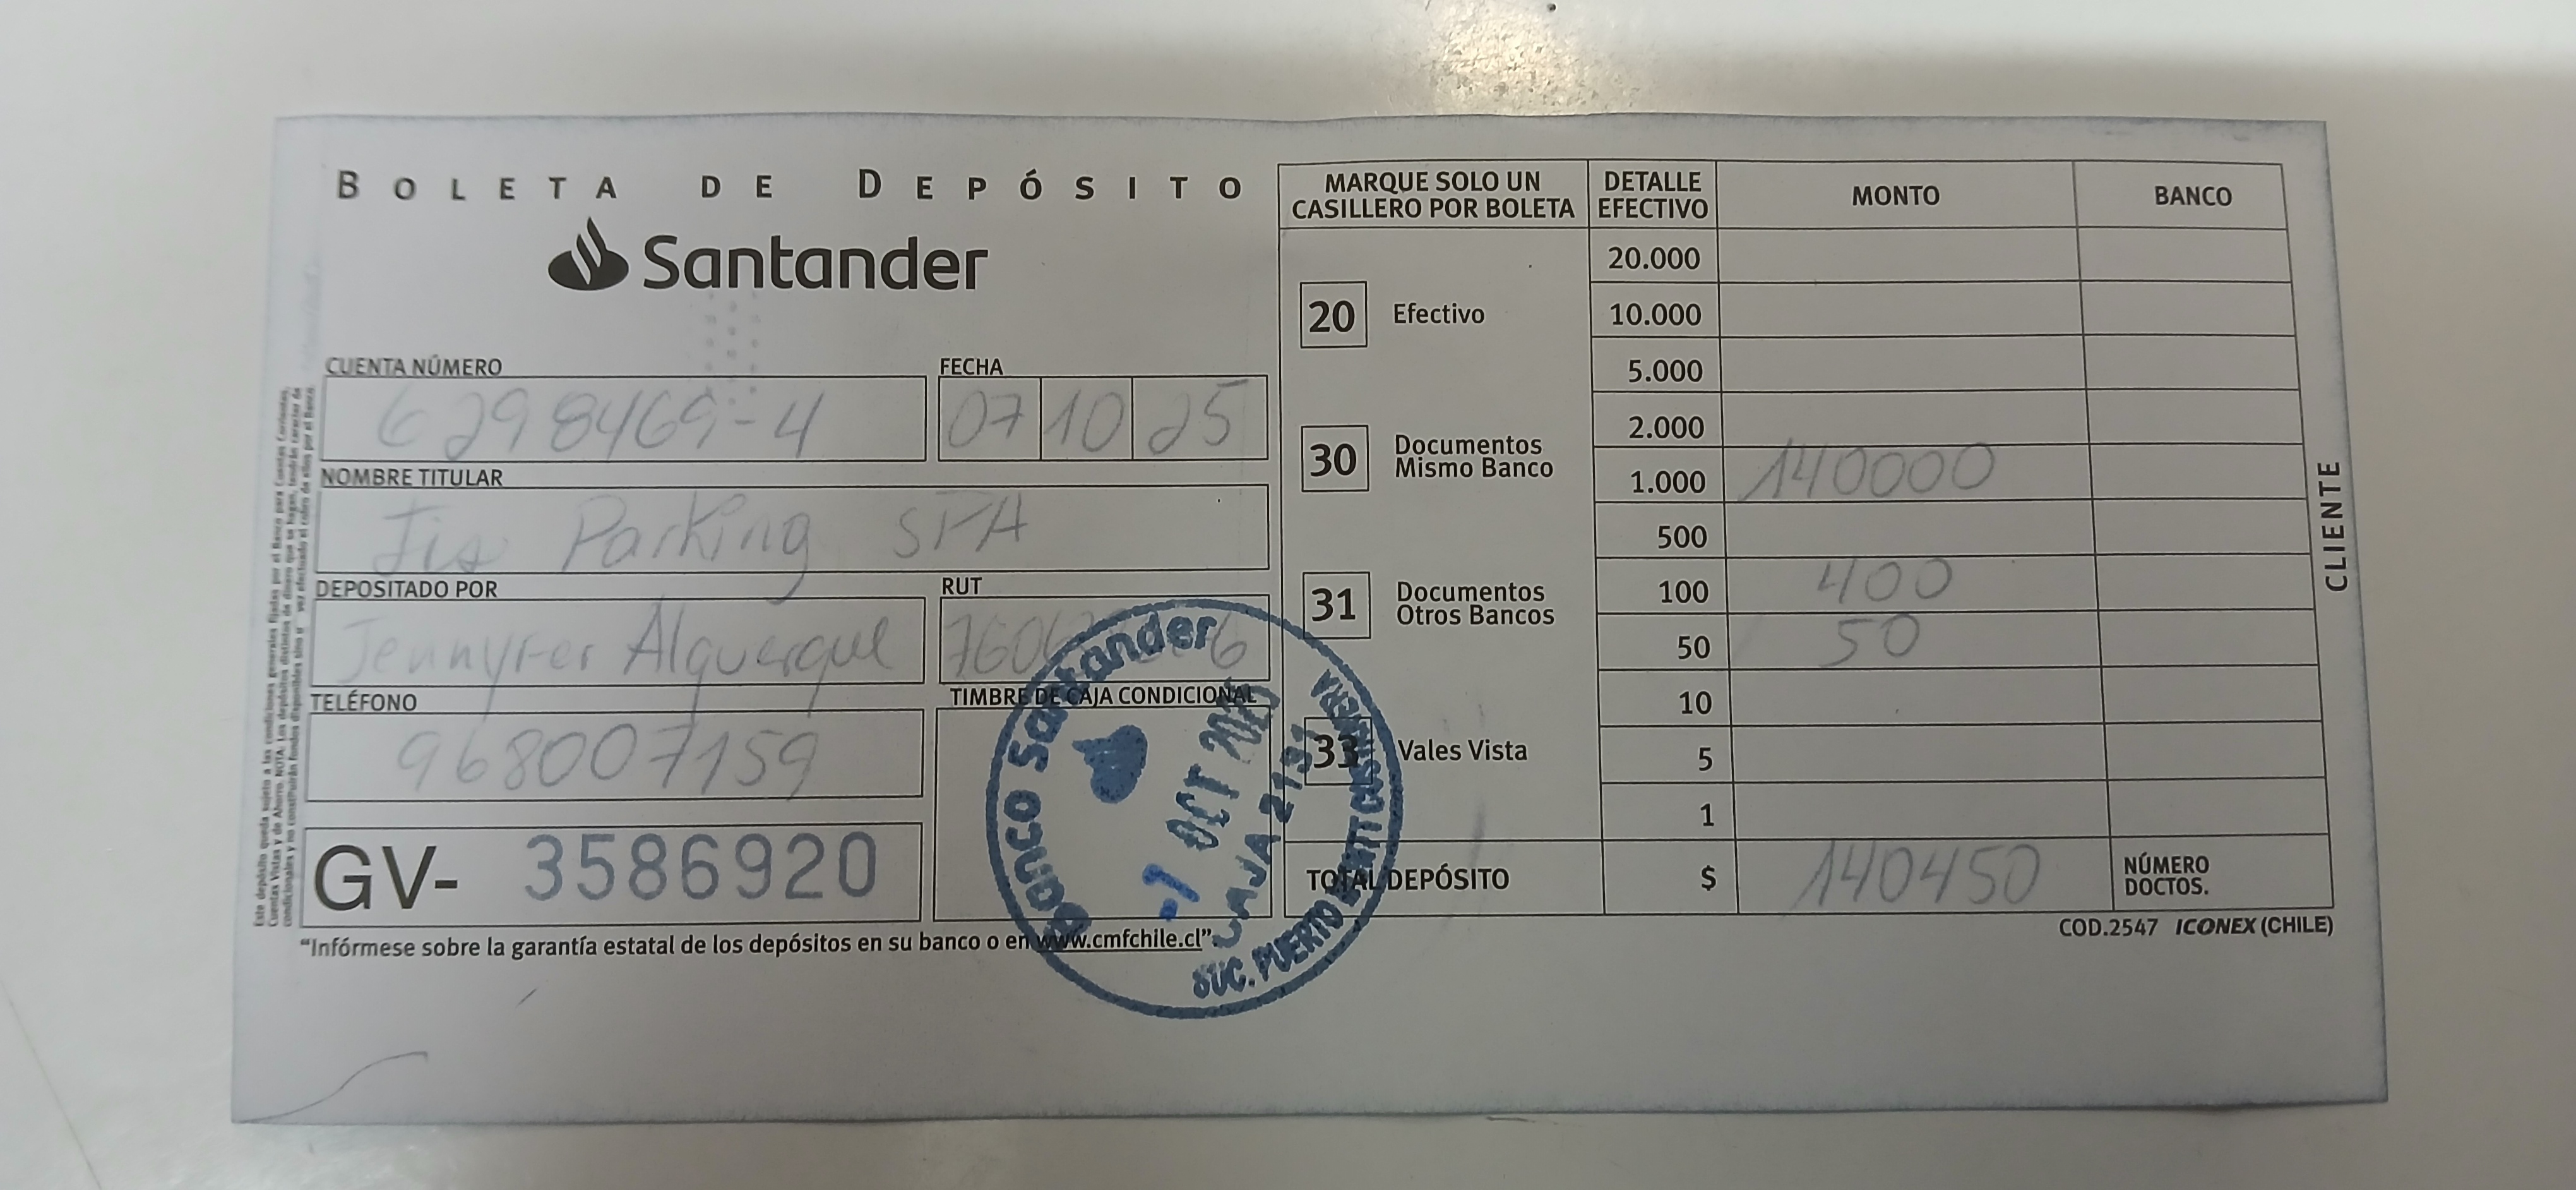 BOLETA DE DEPÓSITO
Santander
CUENTA NÚMERO
6298469-4
FECHA
07 10 25
NOMBRE TITULAR
Jis Parking SPA
DEPOSITADO POR
Jennyfer Alquerque
RUT
TELÉFONO
968007159
TIMBRE DE CAJA CONDICIONAL
GV- 3586920
"Infórmese sobre la garantía estatal de los depósitos en su banco o en www.cmfchile.cl".
MARQUE SOLO UN CASILLERO POR BOLETA
20 Efectivo
30 Documentos Mismo Banco
31 Documentos Otros Bancos
33 Vales Vista
DETALLE EFECTIVO MONTO BANCO
20.000
10.000
5.000
2.000
1.000 140000
500
100 400
50 50
10
5
1
TOTAL DEPÓSITO $ 140450 NÚMERO DOCTOS.
CLIENTE
COD.2547 ICONEX (CHILE)
Banco Santander
OCT
CAJA
SUC. PUERTO